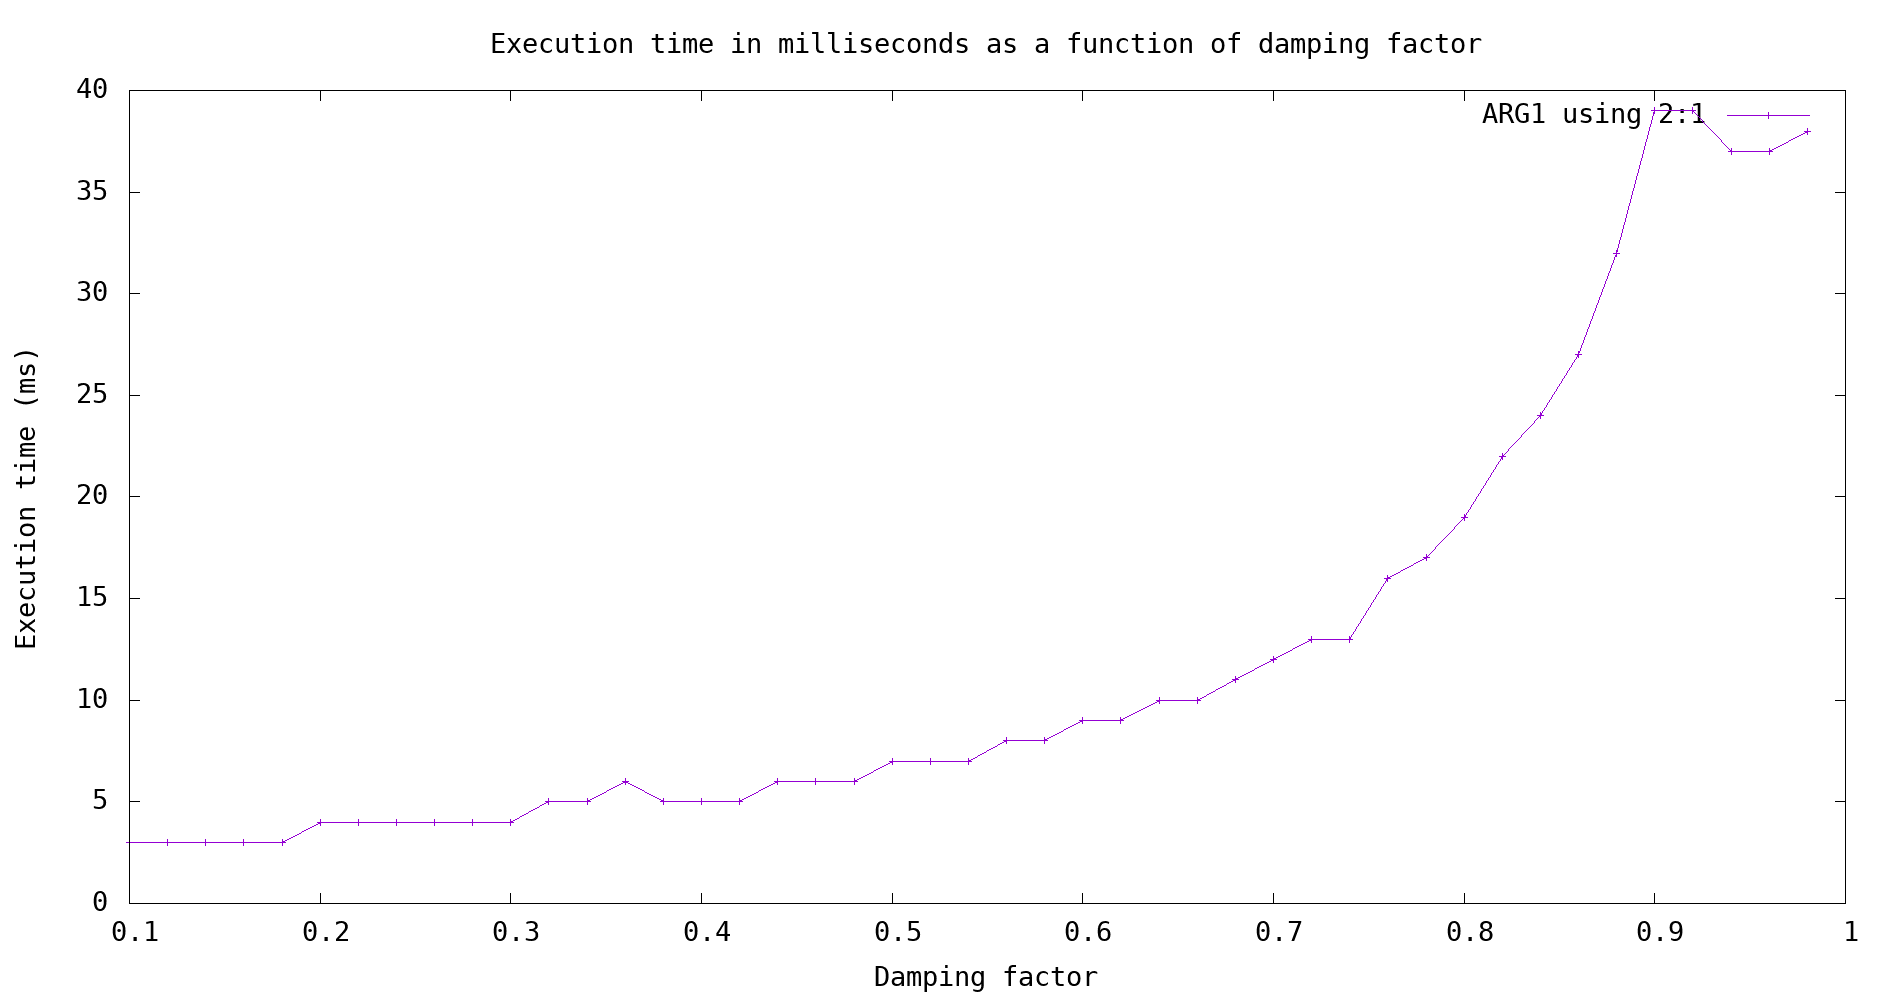 Execution time in milliseconds as a function of damping factor
ARG1 using 2:1
40
35
30
25
20
15
10
5
0
Execution time (ms)
0.1 0.2 0.3 0.4 0.5 0.6 0.7 0.8 0.9 1
Damping factor